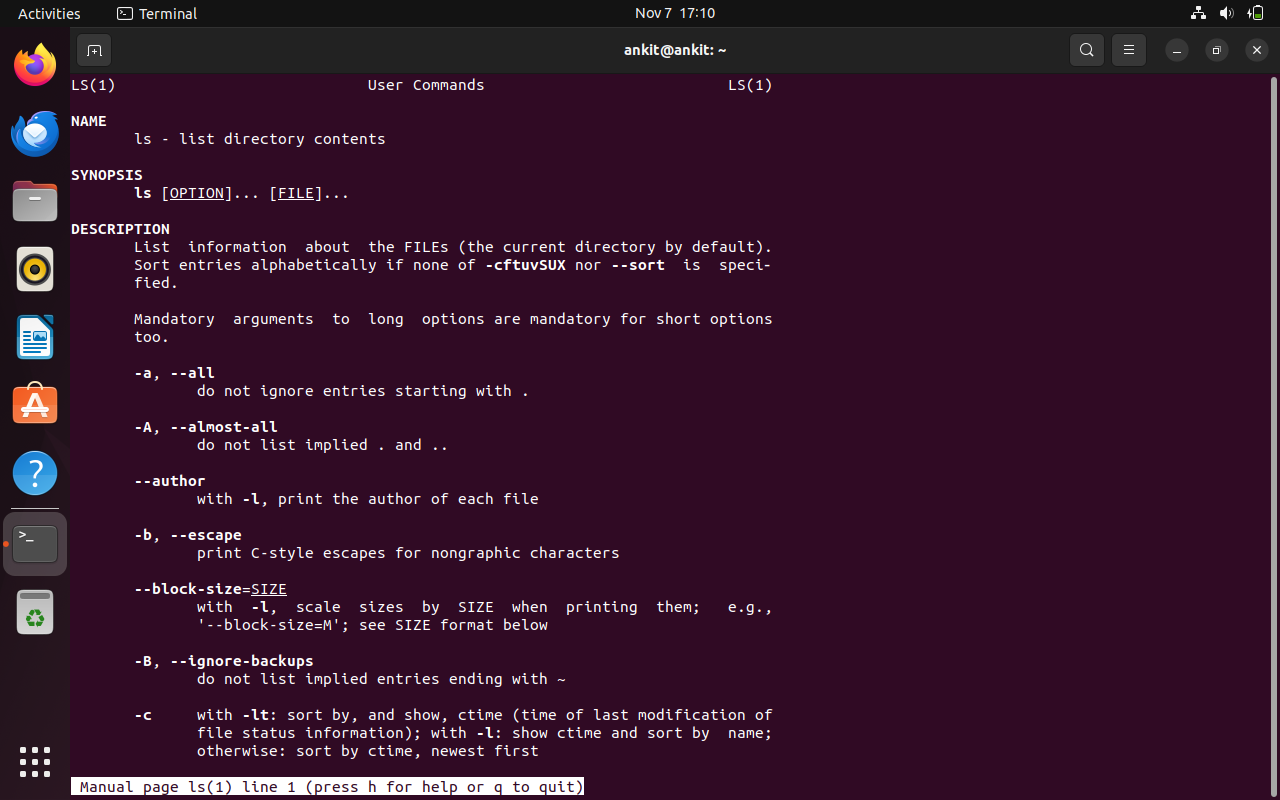 Activities Terminal Nov 7 17:10
ankit@ankit: ~
LS(1) User Commands LS(1)
NAME
ls - list directory contents
SYNOPSIS
ls [OPTION]... [FILE]...
DESCRIPTION
List information about the FILEs (the current directory by default).
Sort entries alphabetically if none of -cftuvSUX nor --sort is speci-
fied.
Mandatory arguments to long options are mandatory for short options
too.
-a, --all
do not ignore entries starting with .
-A, --almost-all
do not list implied . and ..
--author
with -l, print the author of each file
-b, --escape
print C-style escapes for nongraphic characters
--block-size=SIZE
with -l, scale sizes by SIZE when printing them; e.g.,
'--block-size=M'; see SIZE format below
-B, --ignore-backups
do not list implied entries ending with ~
-c with -lt: sort by, and show, ctime (time of last modification of
file status information); with -l: show ctime and sort by name;
otherwise: sort by ctime, newest first
Manual page ls(1) line 1 (press h for help or q to quit)